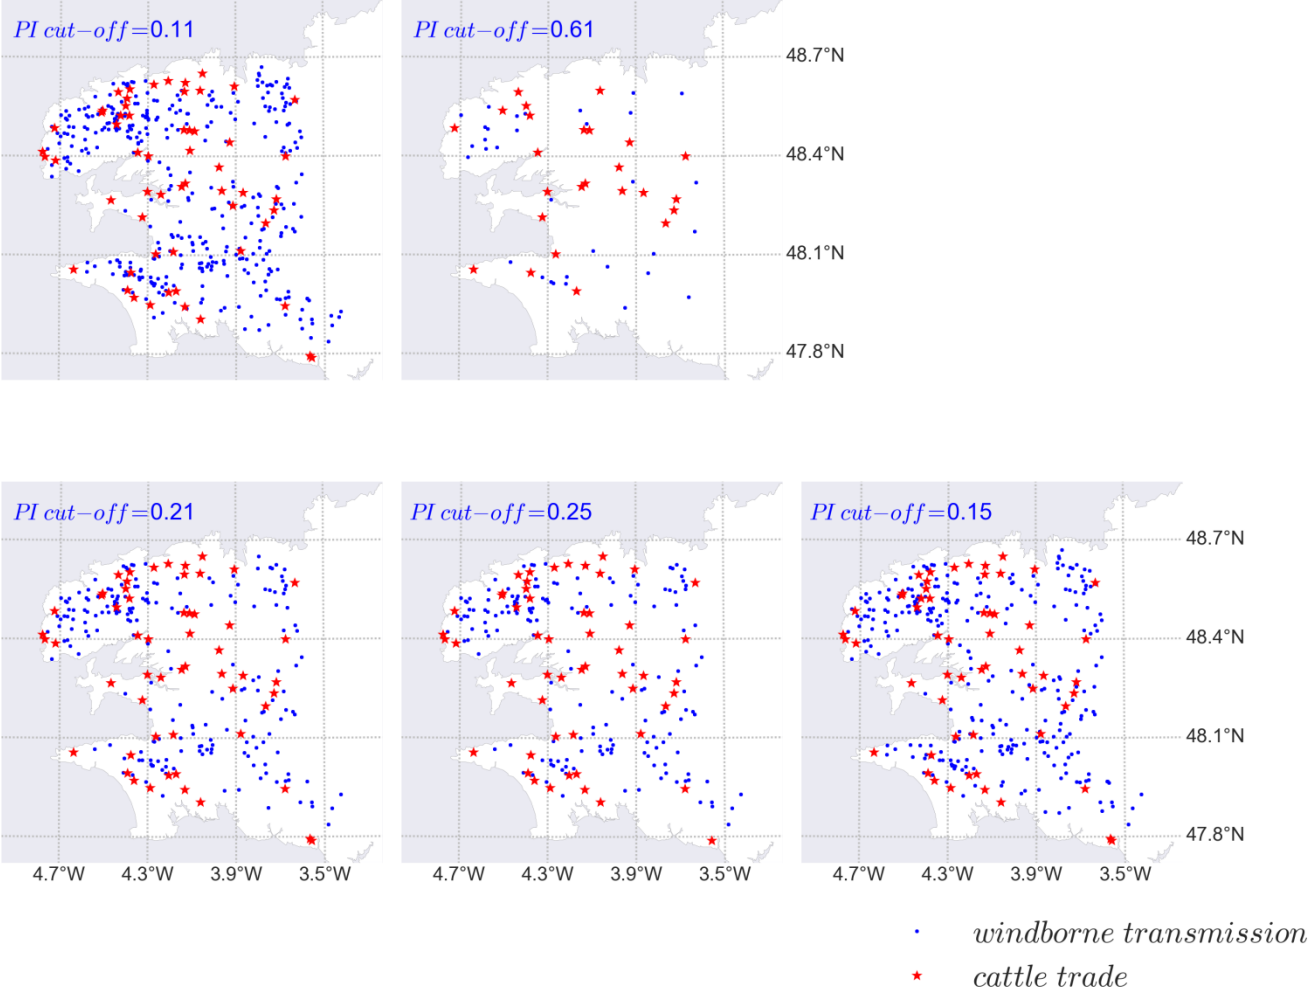 PI cut−off=0.11
PI cut−off=0.61
48.7°N
48.4°N
48.1°N
47.8°N
PI cut−off=0.21
PI cut−off=0.25
PI cut−off=0.15
48.7°N
48.4°N
48.1°N
47.8°N
4.7°W 4.3°W 3.9°W 3.5°W
4.7°W 4.3°W 3.9°W 3.5°W
4.7°W 4.3°W 3.9°W 3.5°W
windborne transmission
cattle trade